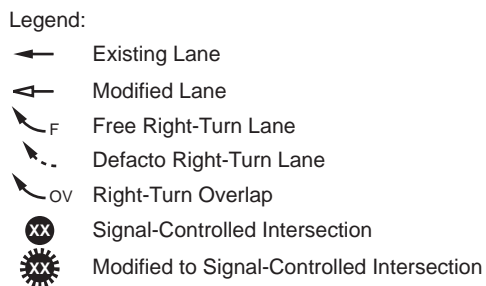 Legend:
Existing Lane
Modified Lane
F Free Right-Turn Lane
Defacto Right-Turn Lane
OV Right-Turn Overlap
XX Signal-Controlled Intersection
XX Modified to Signal-Controlled Intersection